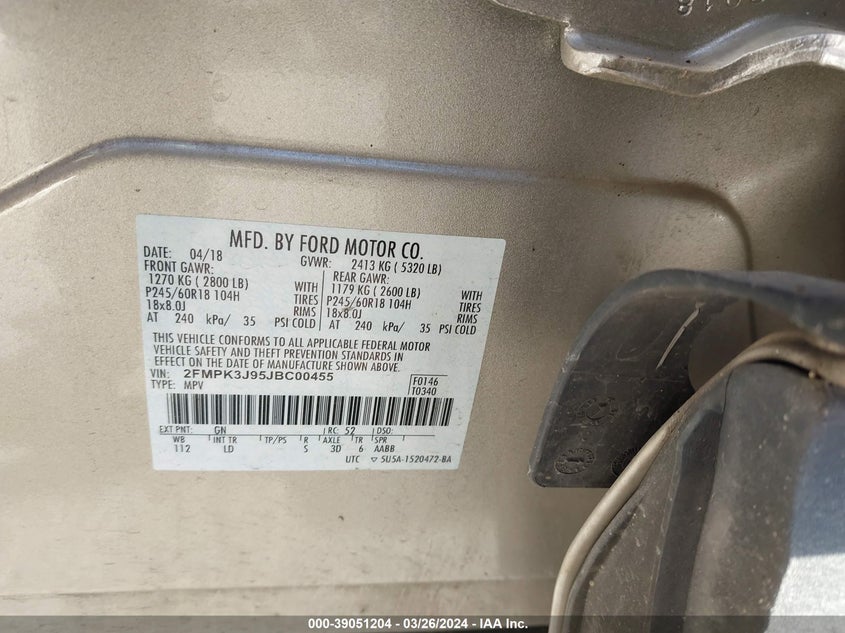 MFD. BY FORD MOTOR CO.
DATE: 04/18 GVWR: 2413 KG ( 5320 LB)
FRONT GAWR: REAR GAWR:
1270 KG ( 2800 LB) WITH 1179 KG ( 2600 LB) WITH
P245/60R18 104H TIRES P245/60R18 104H TIRES
18x8.0J RIMS 18x8.0J RIMS
AT 240 kPa/ 35 PSI COLD AT 240 kPa/ 35 PSI COLD
THIS VEHICLE CONFORMS TO ALL APPLICABLE FEDERAL MOTOR
VEHICLE SAFETY AND THEFT PREVENTION STANDARDS IN
EFFECT ON THE DATE OF MANUFACTURE SHOWN ABOVE.
VIN: 2FMPK3J95JBC00455 F0146
TYPE: MPV T0340
EXT PNT: GN RC: 52 DSO:
WB INT TR TP/PS R AXLE TR SPR
112 LD S 3D 6 AABB
UTC ▽ 5U5A-1520472-BA
000-39051204 / 03/26/2024 - IAA Inc.